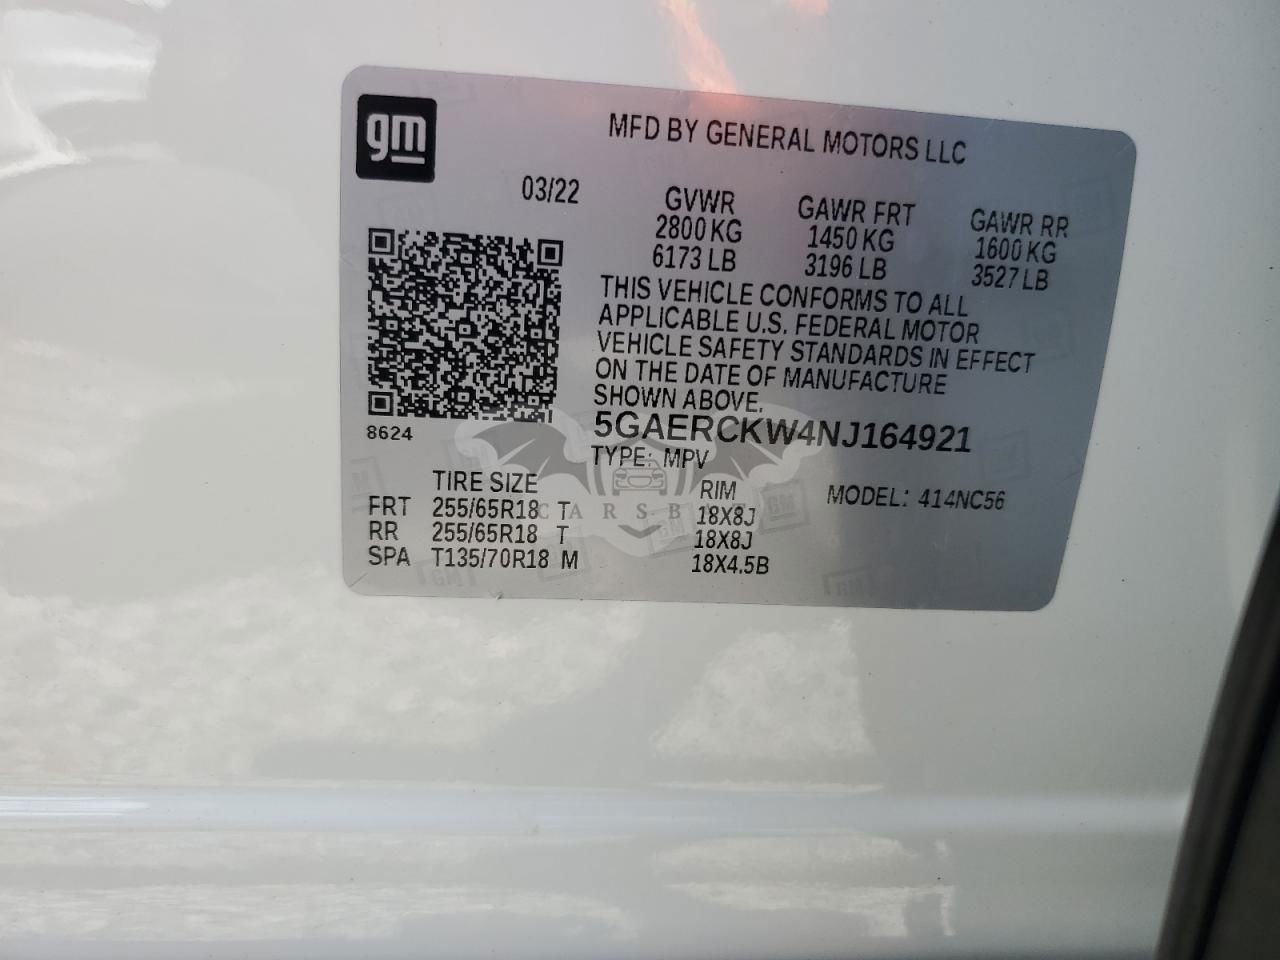 gm
MFD BY GENERAL MOTORS LLC
03/22
GVWR
2800 KG
6173 LB
GAWR FRT
1450 KG
3196 LB
GAWR RR
1600 KG
3527 LB
THIS VEHICLE CONFORMS TO ALL
APPLICABLE U.S. FEDERAL MOTOR
VEHICLE SAFETY STANDARDS IN EFFECT
ON THE DATE OF MANUFACTURE
SHOWN ABOVE.
8624
5GAERCKW4NJ164921
TYPE: MPV
MODEL: 414NC56
TIRE SIZE RIM
FRT 255/65R18 T 18X8J
RR 255/65R18 T 18X8J
SPA T135/70R18 M 18X4.5B